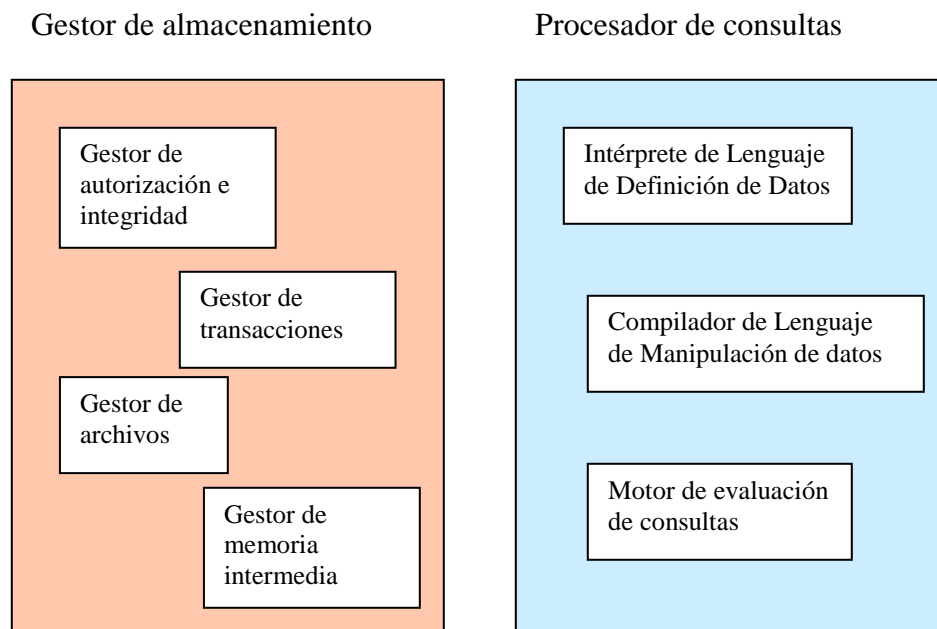 Gestor de almacenamiento
Gestor de
autorización e
integridad
Gestor de
transacciones
Gestor de
archivos
Gestor de
memoria
intermedia
Procesador de consultas
Intérprete de Lenguaje
de Definición de Datos
Compilador de Lenguaje
de Manipulación de datos
Motor de evaluación
de consultas